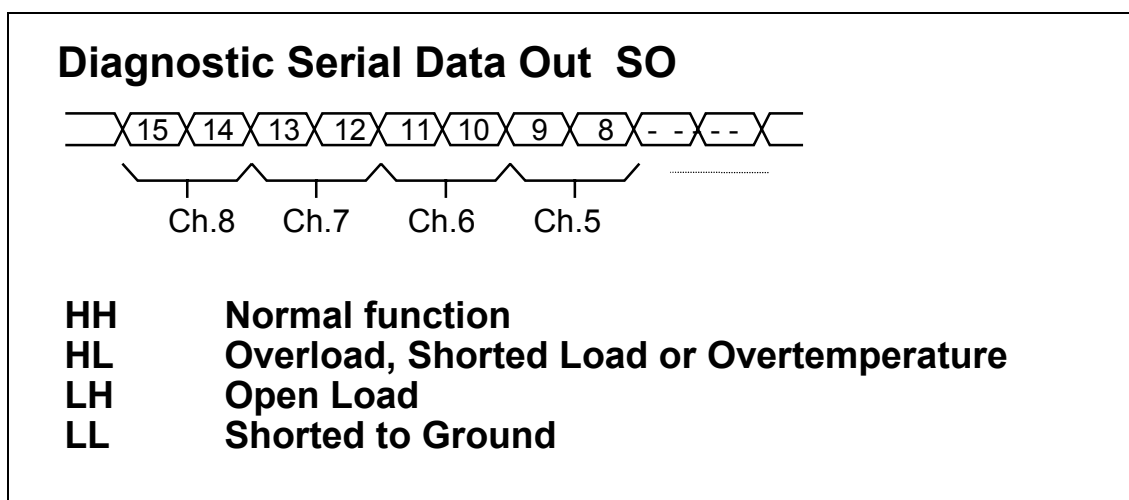 Diagnostic Serial Data Out SO
15 14 13 12 11 10 9 8 - - - -
Ch.8 Ch.7 Ch.6 Ch.5
HH Normal function
HL Overload, Shorted Load or Overtemperature
LH Open Load
LL Shorted to Ground